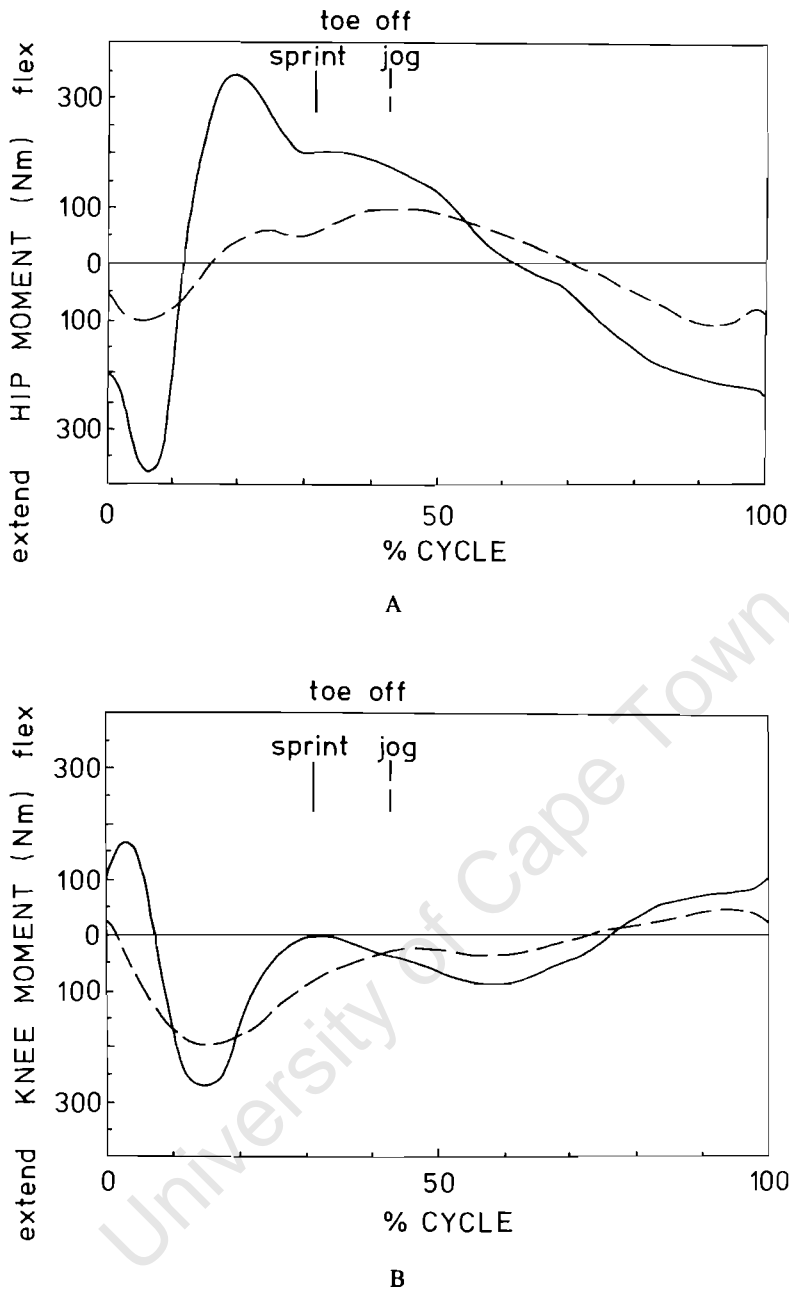 toe off
sprint jog
extend HIP MOMENT (Nm) flex
300
100
0
100
300
0 50 100
% CYCLE
A
toe off
sprint jog
extend KNEE MOMENT (Nm) flex
300
100
0
100
300
0 50 100
% CYCLE
B
University of Cape Town